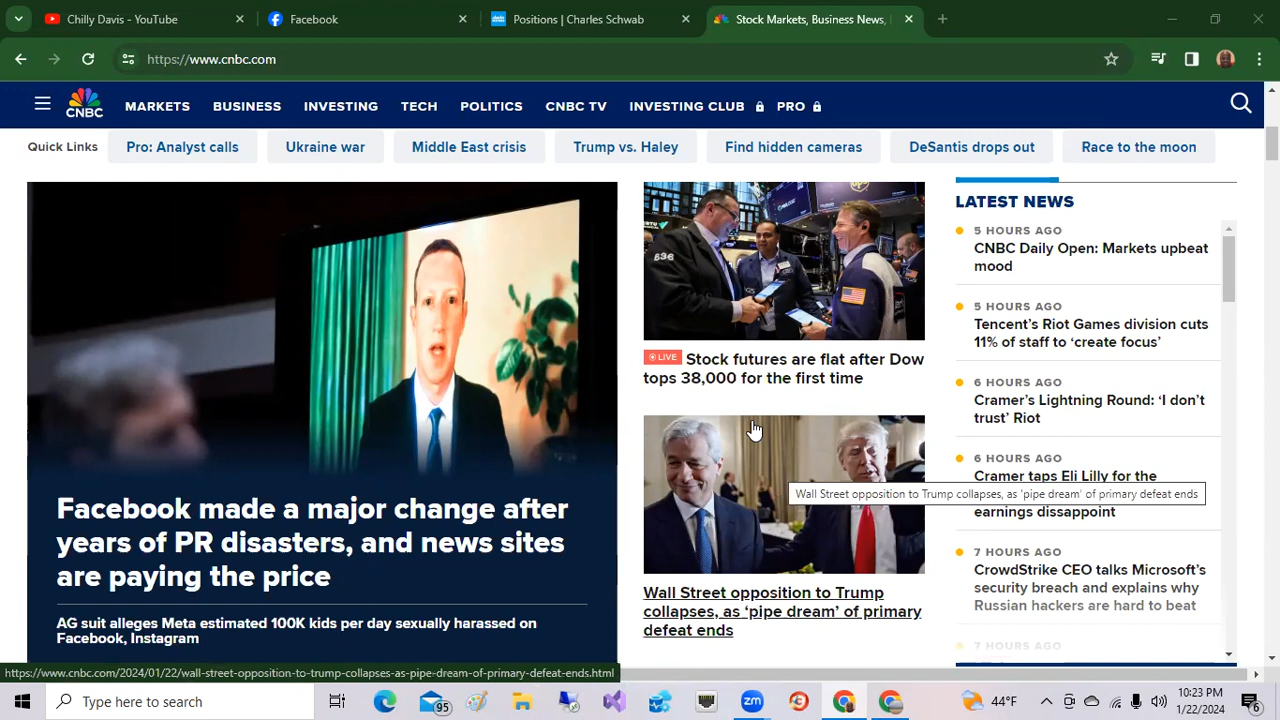 Chilly Davis - YouTube
Facebook
Positions | Charles Schwab
Stock Markets, Business News,
https://www.cnbc.com
CNBC
MARKETS
BUSINESS
INVESTING
TECH
POLITICS
CNBC TV
INVESTING CLUB
PRO
Quick Links
Pro: Analyst calls
Ukraine war
Middle East crisis
Trump vs. Haley
Find hidden cameras
DeSantis drops out
Race to the moon
Facebook made a major change after
years of PR disasters, and news sites
are paying the price
AG suit alleges Meta estimated 100K kids per day sexually harassed on
Facebook, Instagram
LIVE Stock futures are flat after Dow
tops 38,000 for the first time
Wall Street opposition to Trump collapses, as 'pipe dream' of primary defeat ends
Wall Street opposition to Trump
collapses, as 'pipe dream' of primary
defeat ends
LATEST NEWS
5 HOURS AGO
CNBC Daily Open: Markets upbeat
mood
5 HOURS AGO
Tencent's Riot Games division cuts
11% of staff to 'create focus'
6 HOURS AGO
Cramer's Lightning Round: 'I don't
trust' Riot
6 HOURS AGO
Cramer taps Eli Lilly for the
earnings dissappoint
7 HOURS AGO
CrowdStrike CEO talks Microsoft's
security breach and explains why
Russian hackers are hard to beat
7 HOURS AGO
https://www.cnbc.com/2024/01/22/wall-street-opposition-to-trump-collapses-as-pipe-dream-of-primary-defeat-ends.html
Type here to search
95
zm
44°F
10:23 PM
1/22/2024
6